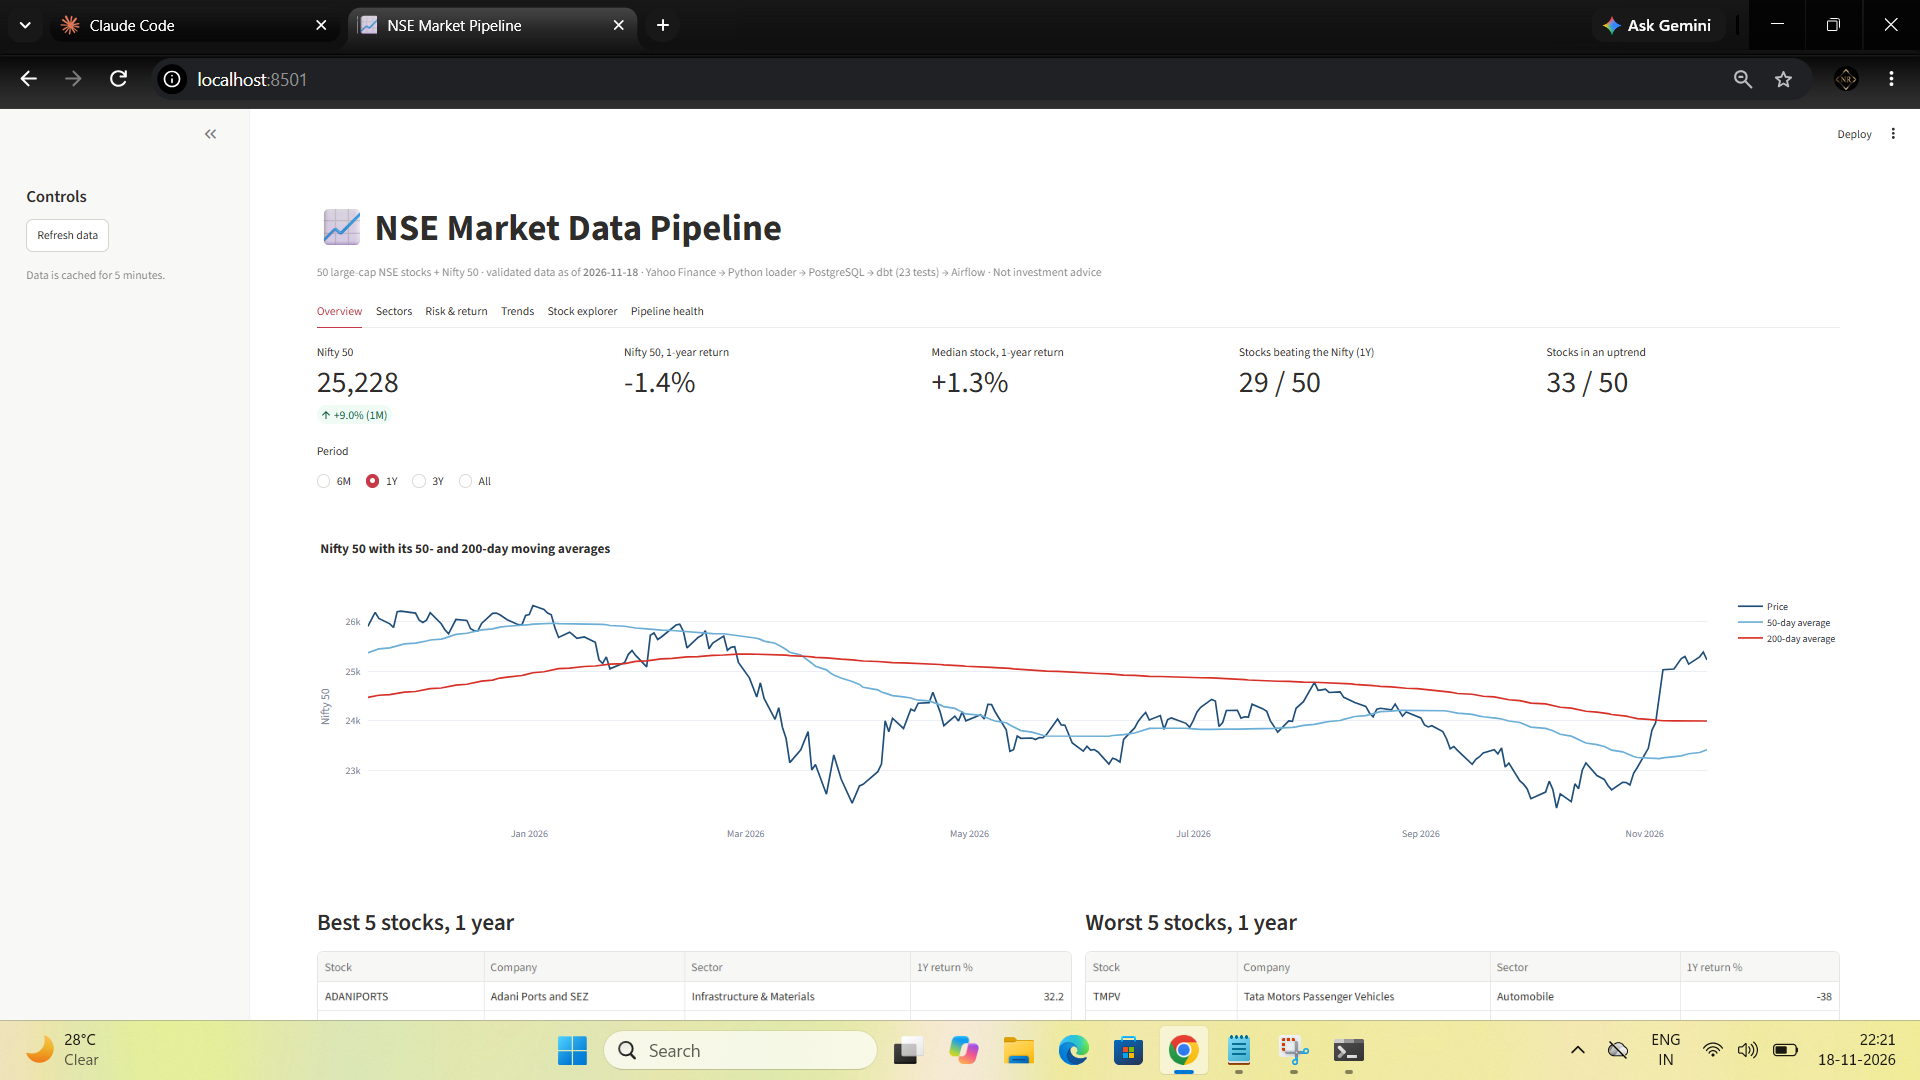 Claude Code
NSE Market Pipeline
Ask Gemini
localhost:8501
Deploy
Controls
Refresh data
Data is cached for 5 minutes.
NSE Market Data Pipeline
50 large-cap NSE stocks + Nifty 50 · validated data as of 2026-11-18 · Yahoo Finance → Python loader → PostgreSQL → dbt (23 tests) → Airflow · Not investment advice
Overview Sectors Risk & return Trends Stock explorer Pipeline health
Nifty 50
25,228
↑ +9.0% (1M)
Nifty 50, 1-year return
-1.4%
Median stock, 1-year return
+1.3%
Stocks beating the Nifty (1Y)
29 / 50
Stocks in an uptrend
33 / 50
Period
6M 1Y 3Y All
Nifty 50 with its 50- and 200-day moving averages
Nifty 50
26k
25k
24k
23k
Jan 2026 Mar 2026 May 2026 Jul 2026 Sep 2026 Nov 2026
Price
50-day average
200-day average
Best 5 stocks, 1 year
Stock Company Sector 1Y return %
ADANIPORTS Adani Ports and SEZ Infrastructure & Materials 32.2
Worst 5 stocks, 1 year
Stock Company Sector 1Y return %
TMPV Tata Motors Passenger Vehicles Automobile -38
28°C
Clear
Search
ENG
IN
22:21
18-11-2026